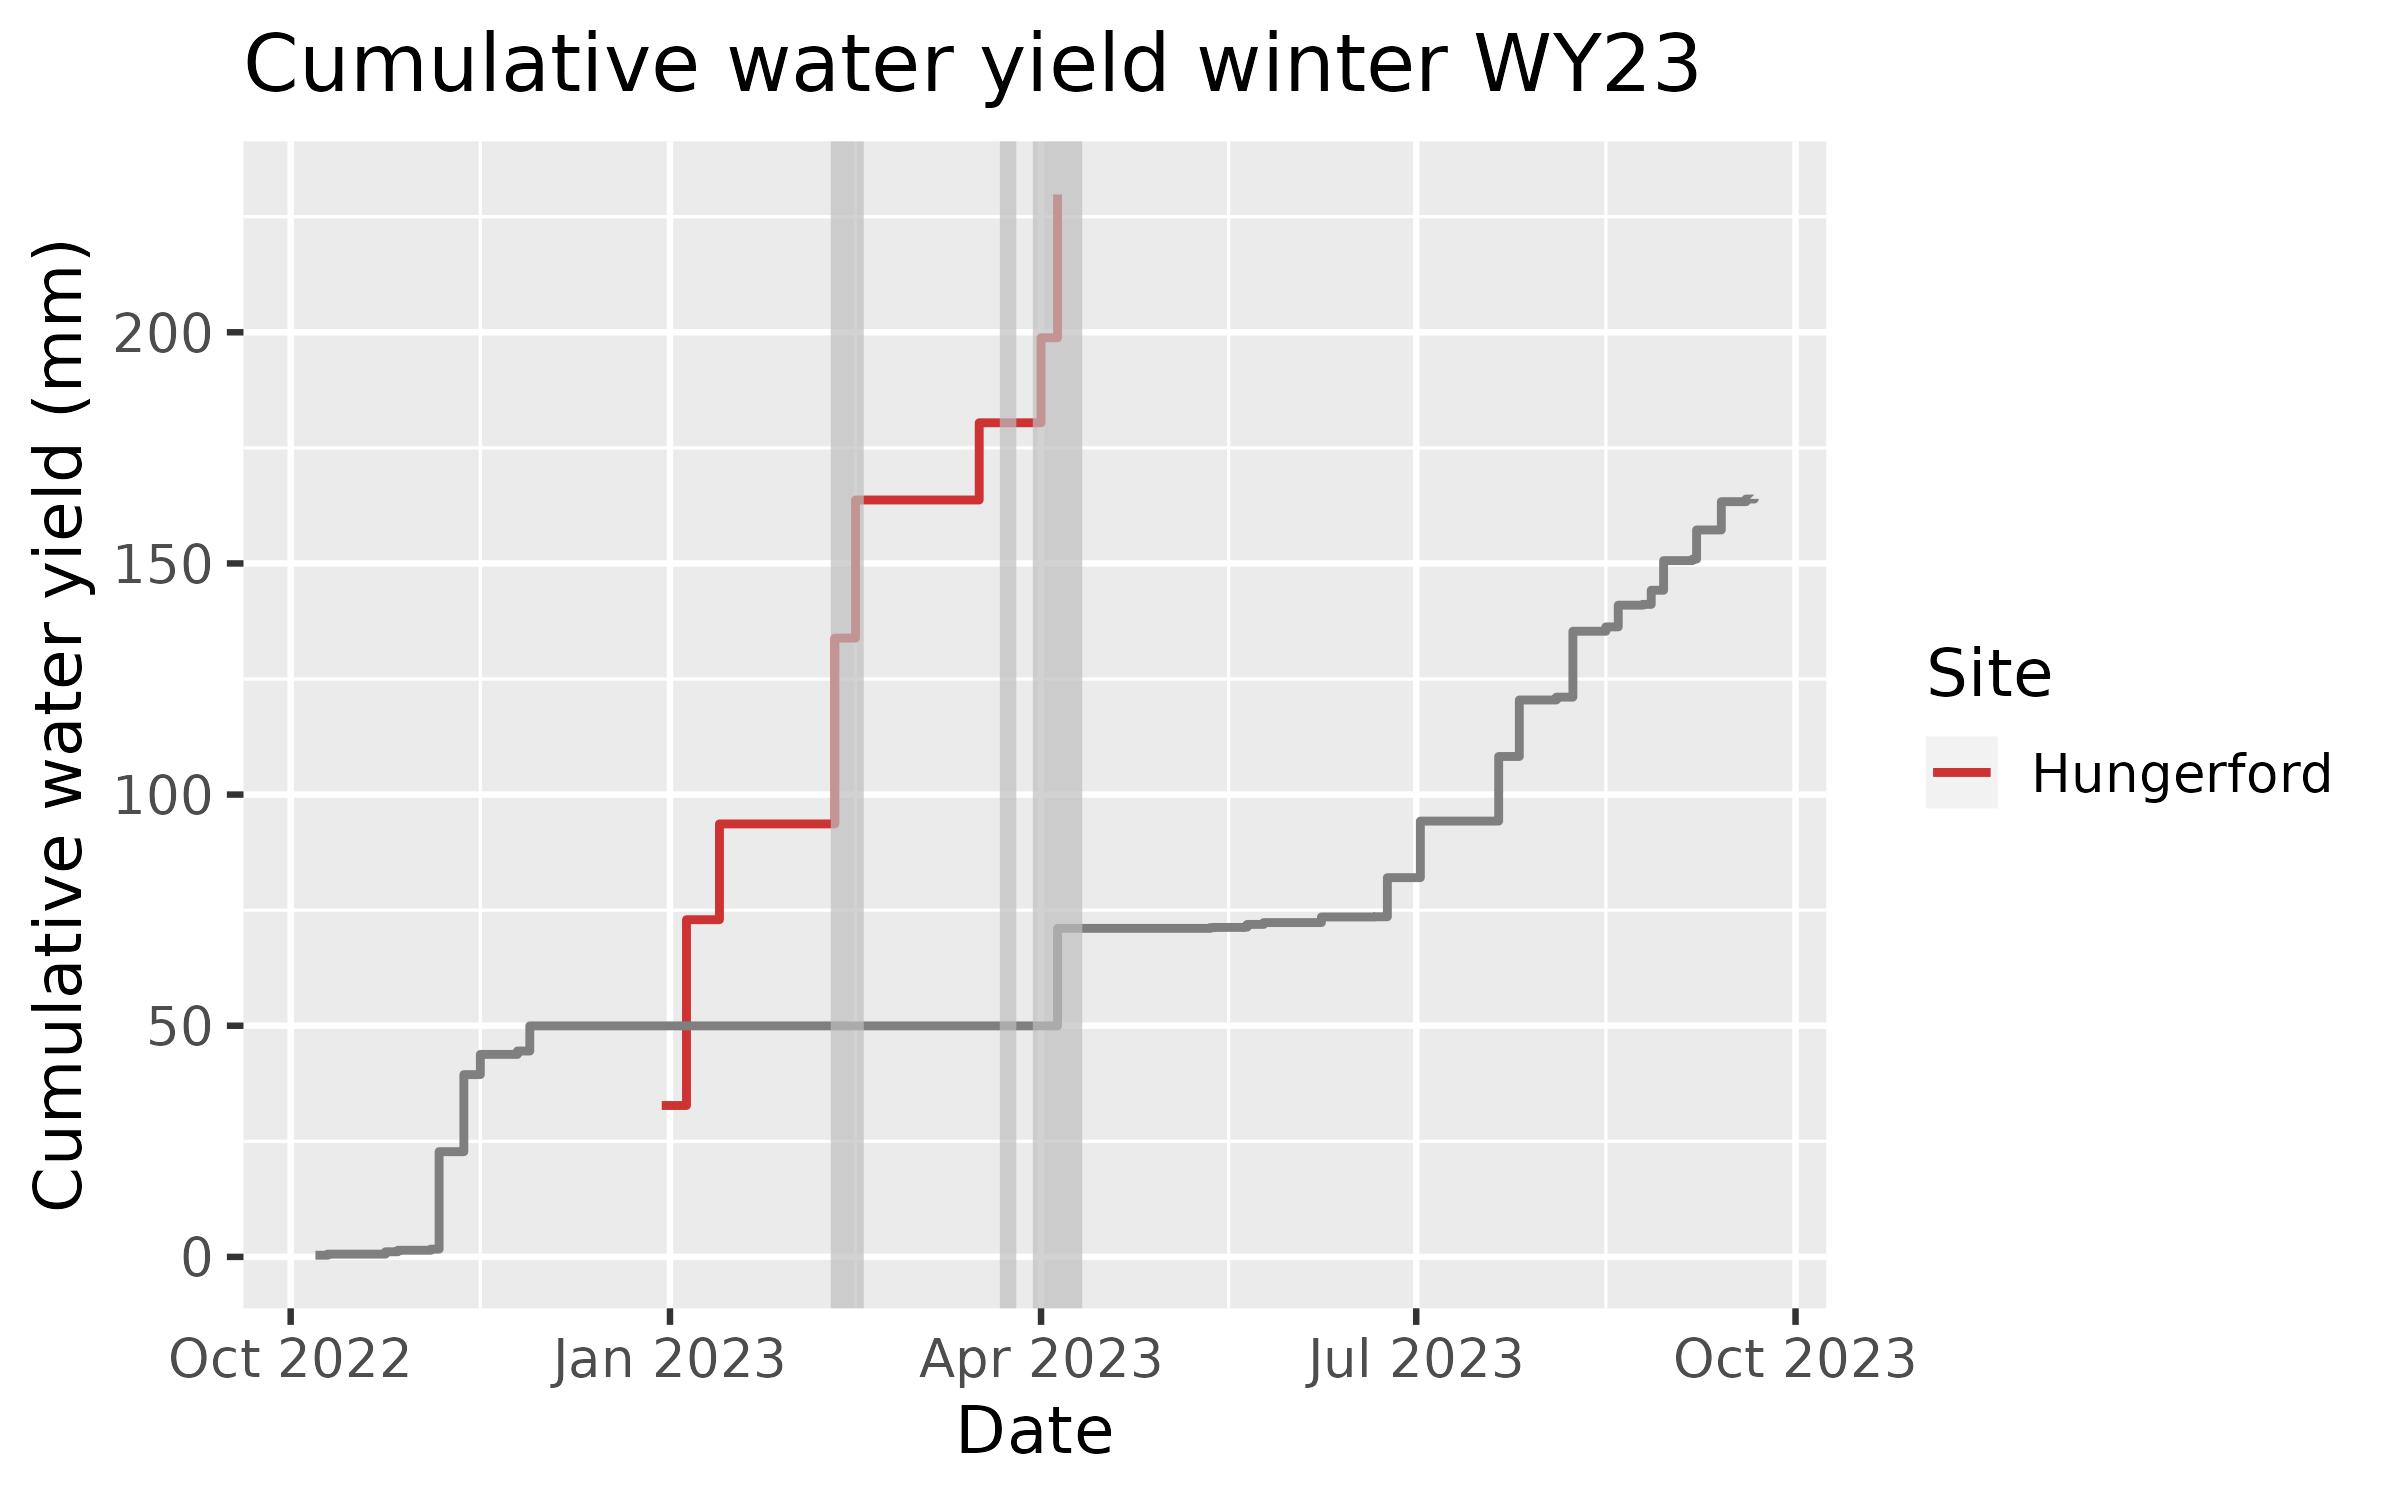 Cumulative water yield winter WY23
Cumulative water yield (mm)
200
150
100
50
0
Oct 2022
Jan 2023
Apr 2023
Jul 2023
Oct 2023
Date
Site
Hungerford